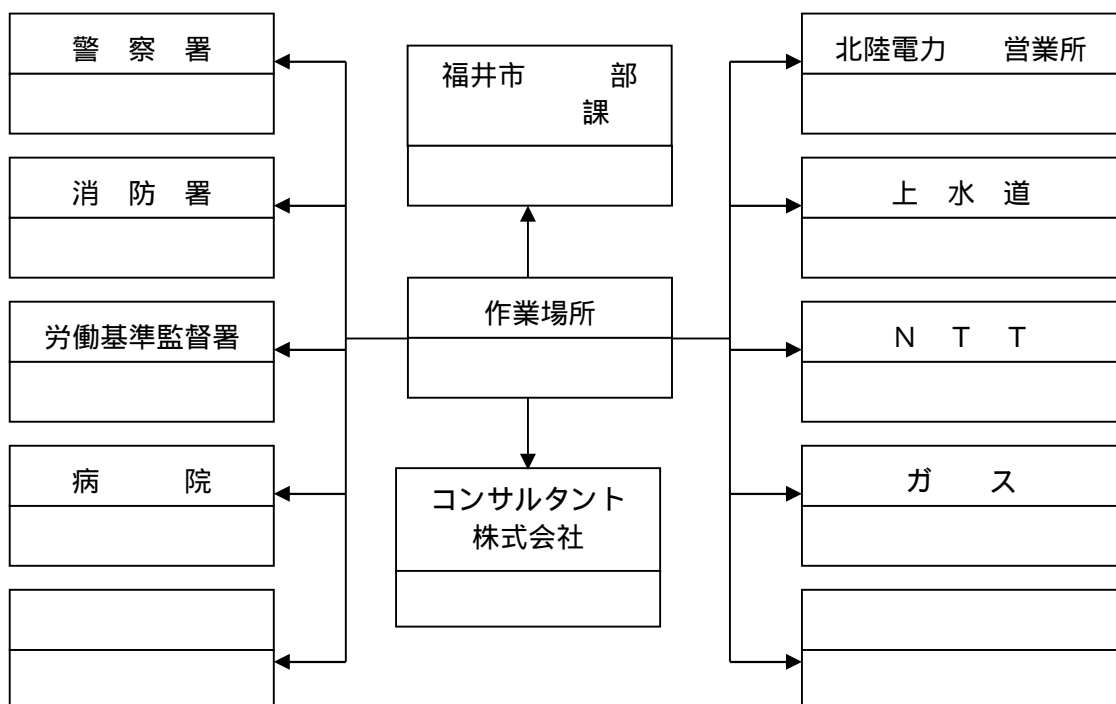 警 察 署
消 防 署
労働基準監督署
病 院
福井市 部
課
作業場所
コンサルタント
株式会社
北陸電力 営業所
上 水 道
N T T
ガ ス